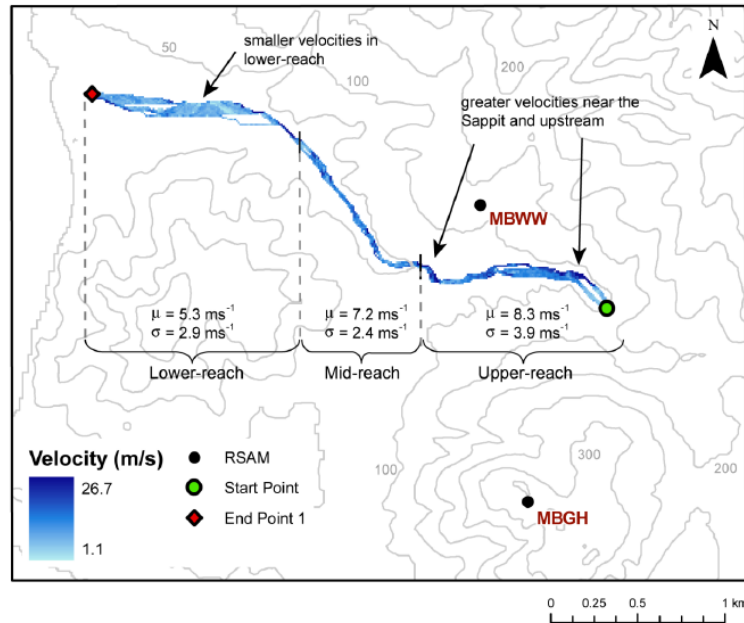 N
50
smaller velocities in
lower-reach
100
200
greater velocities near the
Sappit and upstream
MBWW
μ = 5.3 ms⁻¹
σ = 2.9 ms⁻¹
μ = 7.2 ms⁻¹
σ = 2.4 ms⁻¹
μ = 8.3 ms⁻¹
σ = 3.9 ms⁻¹
Lower-reach
Mid-reach
Upper-reach
Velocity (m/s)
26.7
1.1
RSAM
Start Point
End Point 1
100
300
200
MBGH
0 0.25 0.5 1 km